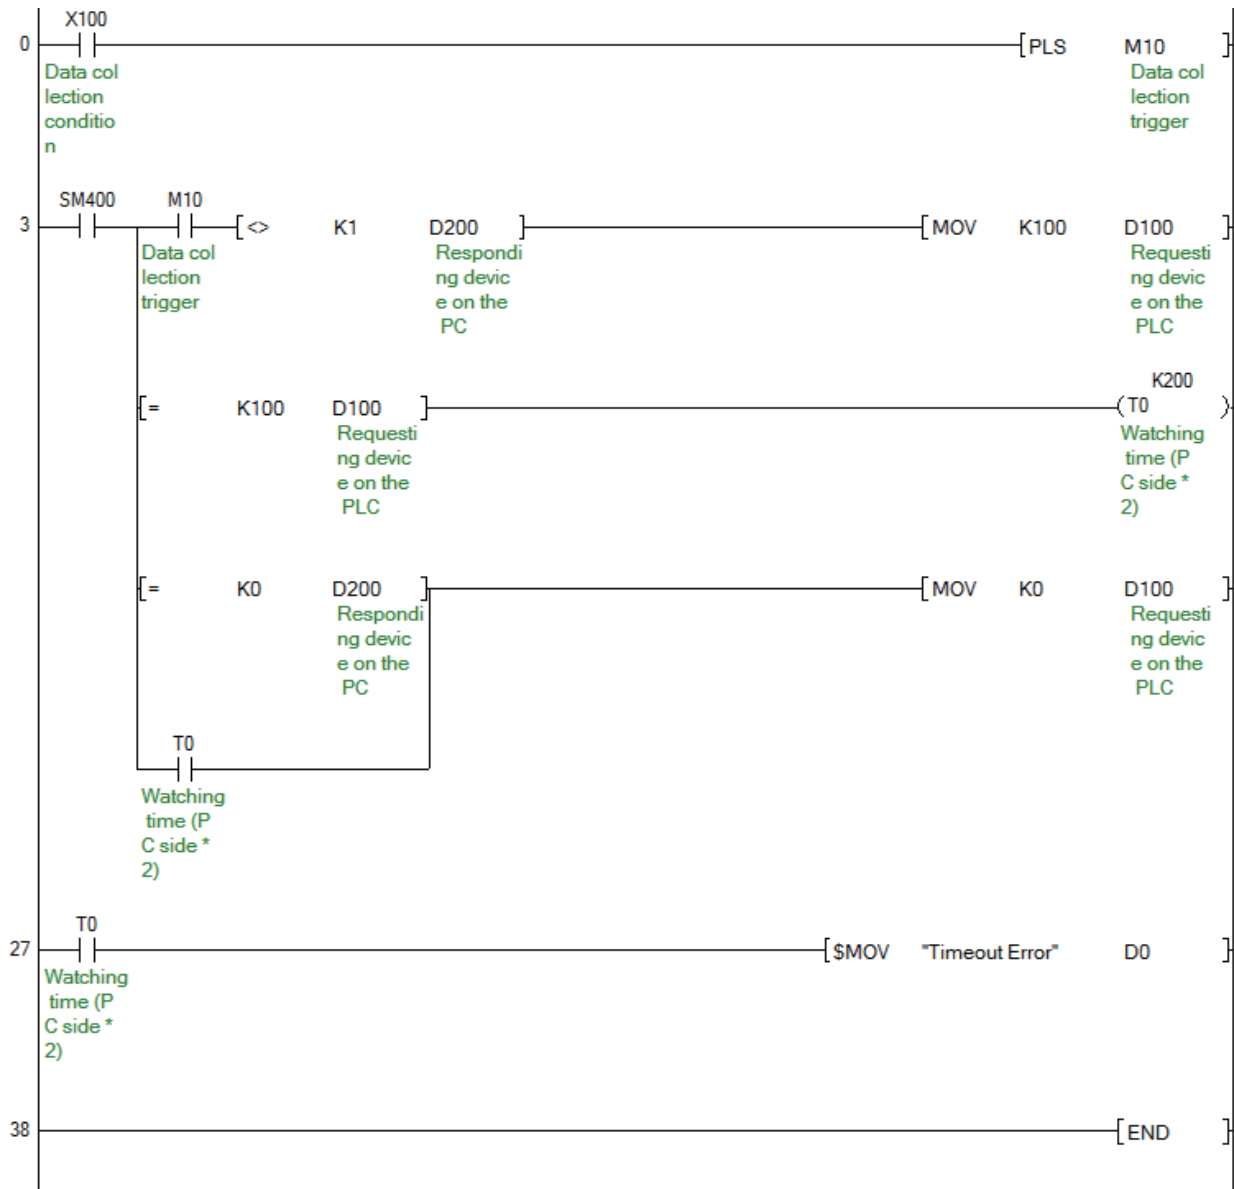 X100
0 PLS M10
Data col
lection
conditio
n
Data col
lection
trigger
SM400 M10
3 <> K1 D200 MOV K100 D100
Data col
lection
trigger
Respondi
ng devic
e on the
PC
Requesti
ng devic
e on the
PLC
K200
= K100 D100 T0
Requesti
ng devic
e on the
PLC
Watching
time (P
C side *
2)
= K0 D200 MOV K0 D100
Respondi
ng devic
e on the
PC
Requesti
ng devic
e on the
PLC
T0
Watching
time (P
C side *
2)
T0
27 $MOV "Timeout Error" D0
Watching
time (P
C side *
2)
38 END